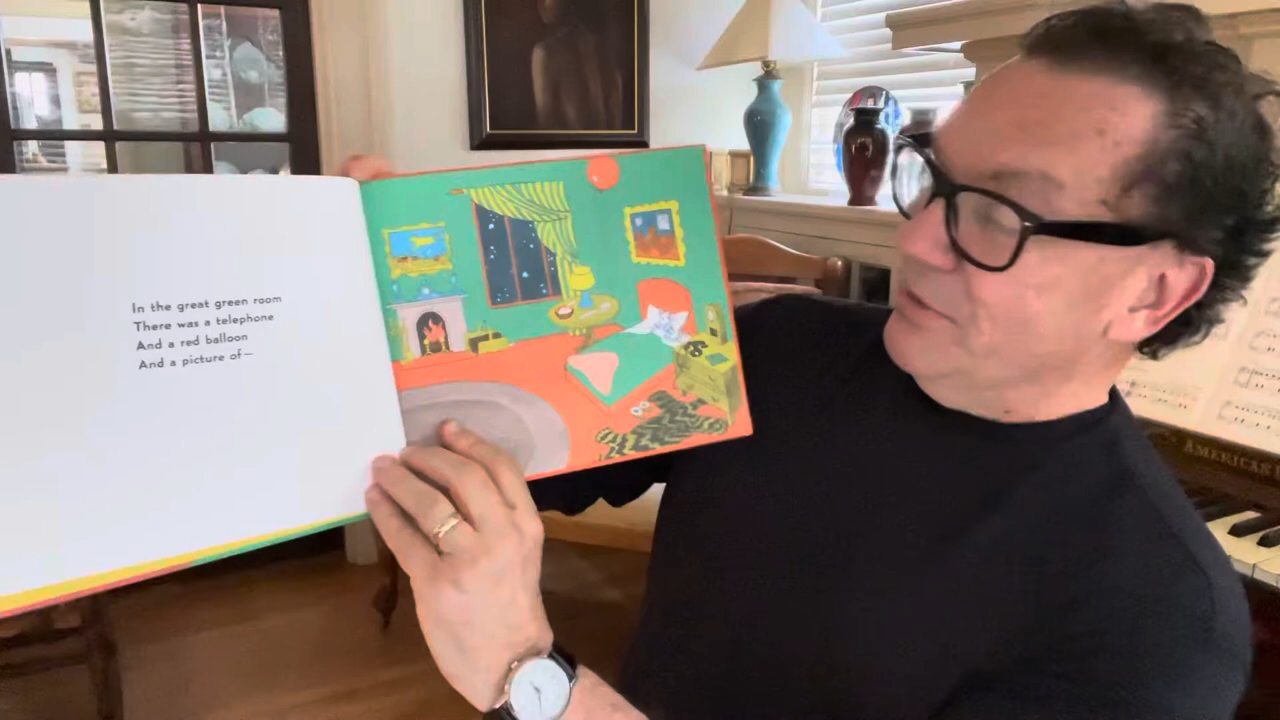 In the great green room
There was a telephone
And a red balloon
And a picture of—
AMERICAN